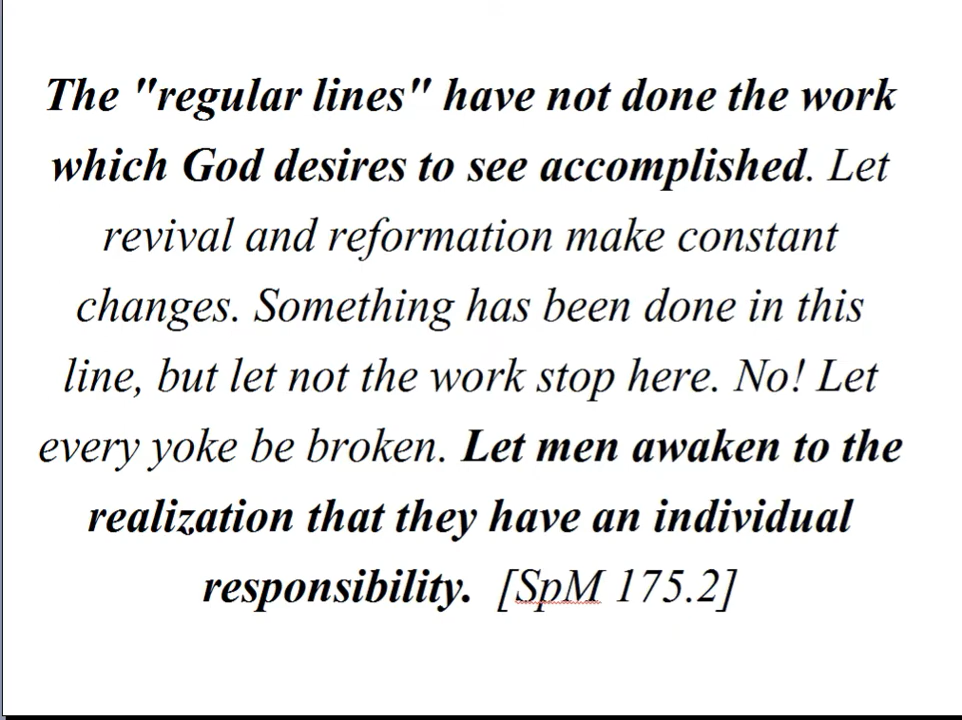 The "regular lines" have not done the work
which God desires to see accomplished. Let
revival and reformation make constant
changes. Something has been done in this
line, but let not the work stop here. No! Let
every yoke be broken. Let men awaken to the
realization that they have an individual
responsibility. [SpM 175.2]